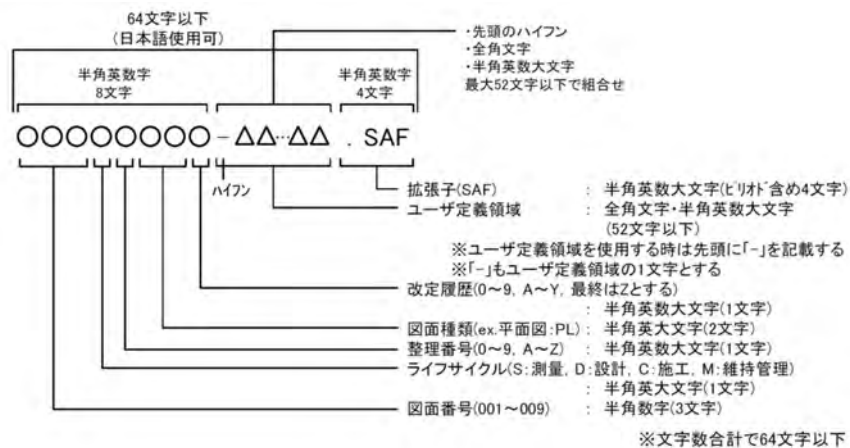 64文字以下
(日本語使用可)
・先頭のハイフン
・全角文字
・半角英数大文字
最大52文字以下で組合せ
半角英数字
8文字
半角英数字
4文字
○○○○○○○○-△△…△△.SAF
ハイフン
拡張子(SAF) : 半角英数大文字(ピリオド含め4文字)
ユーザ定義領域 : 全角文字・半角英数大文字
(52文字以下)
※ユーザ定義領域を使用する時は先頭に「-」を記載する
※「-」もユーザ定義領域の1文字とする
改定履歴(0~9, A~Y, 最終はZとする)
: 半角英数大文字(1文字)
図面種類(ex.平面図:PL) : 半角英大文字(2文字)
整理番号(0~9, A~Z) : 半角英数大文字(1文字)
ライフサイクル(S:測量, D:設計, C:施工, M:維持管理)
: 半角英大文字(1文字)
図面番号(001~009) : 半角数字(3文字)
※文字数合計で64文字以下